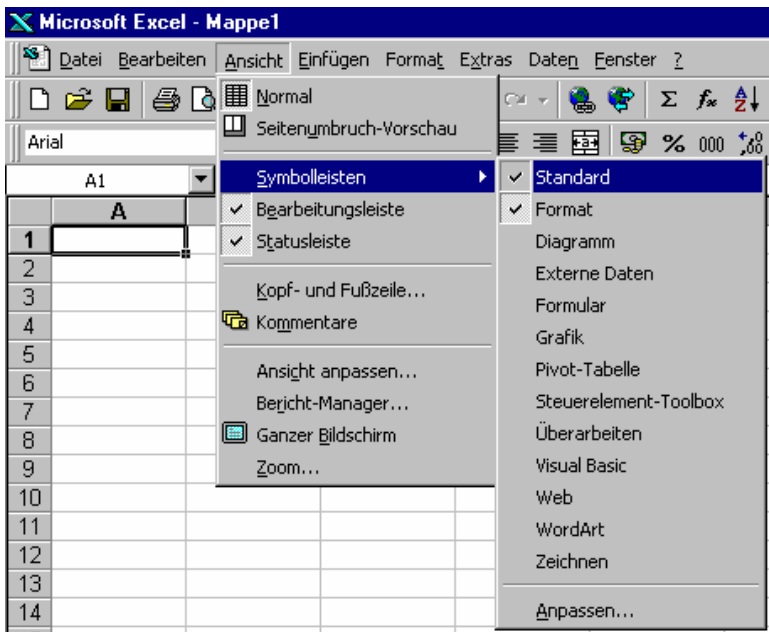 Microsoft Excel - Mappe1
Datei Bearbeiten Ansicht Einfügen Format Extras Daten Fenster ?
Arial
% 000
A1
A
1
2
3
4
5
6
7
8
9
10
11
12
13
14
Normal
Seitenumbruch-Vorschau
Symbolleisten
Bearbeitungsleiste
Statusleiste
Kopf- und Fußzeile...
Kommentare
Ansicht anpassen...
Bericht-Manager...
Ganzer Bildschirm
Zoom...
Standard
Format
Diagramm
Externe Daten
Formular
Grafik
Pivot-Tabelle
Steuerelement-Toolbox
Überarbeiten
Visual Basic
Web
WordArt
Zeichnen
Anpassen...